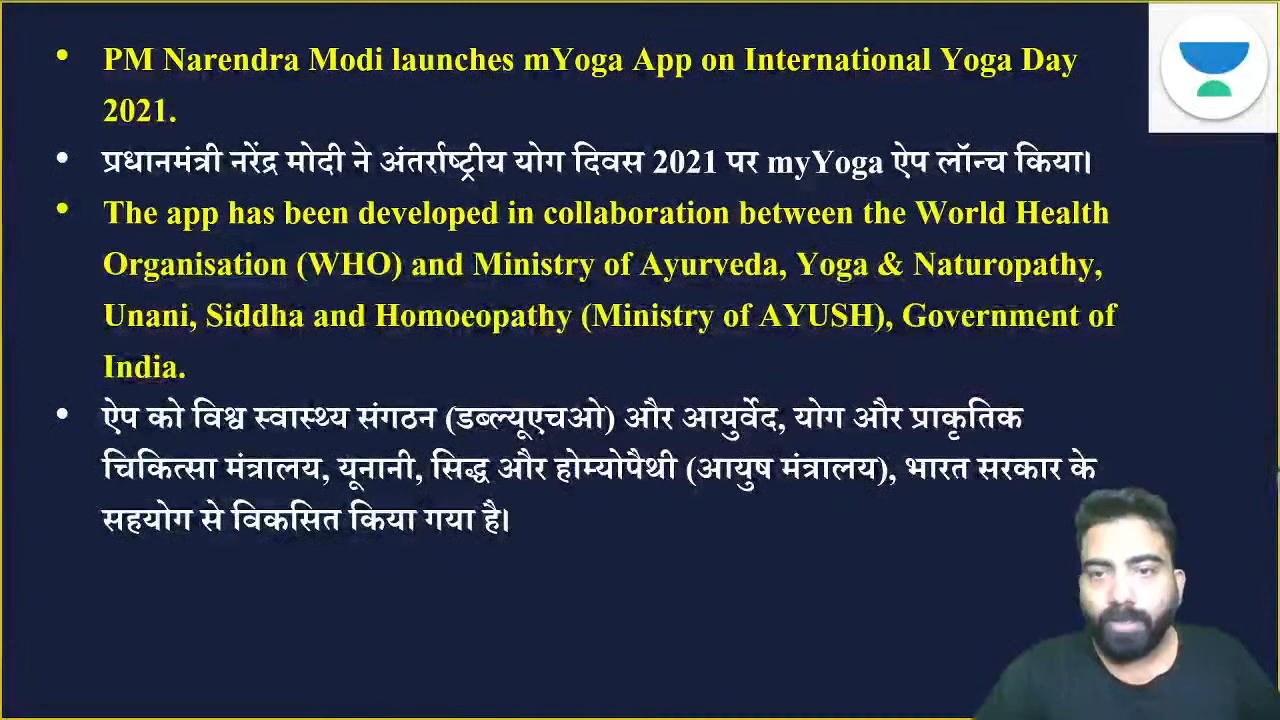 PM Narendra Modi launches mYoga App on International Yoga Day
2021.
प्रधानमंत्री नरेंद्र मोदी ने अंतर्राष्ट्रीय योग दिवस 2021 पर myYoga ऐप लॉन्च किया।
The app has been developed in collaboration between the World Health
Organisation (WHO) and Ministry of Ayurveda, Yoga & Naturopathy,
Unani, Siddha and Homoeopathy (Ministry of AYUSH), Government of
India.
ऐप को विश्व स्वास्थ्य संगठन (डब्ल्यूएचओ) और आयुर्वेद, योग और प्राकृतिक
चिकित्सा मंत्रालय, यूनानी, सिद्ध और होम्योपैथी (आयुष मंत्रालय), भारत सरकार के
सहयोग से विकसित किया गया है।